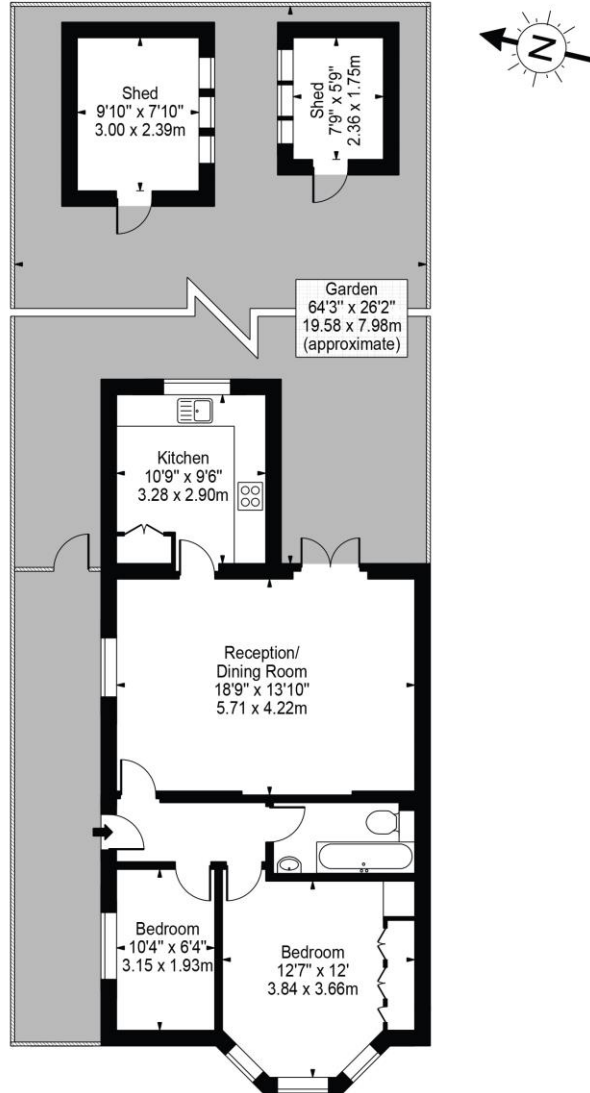 Shed
9'10" x 7'10"
3.00 x 2.39m
Shed
7'9" x 5'9"
2.36 x 1.75m
N
Garden
64'3" x 26'2"
19.58 x 7.98m
(approximate)
Kitchen
10'9" x 9'6"
3.28 x 2.90m
Reception/
Dining Room
18'9" x 13'10"
5.71 x 4.22m
Bedroom
10'4" x 6'4"
3.15 x 1.93m
Bedroom
12'7" x 12'
3.84 x 3.66m